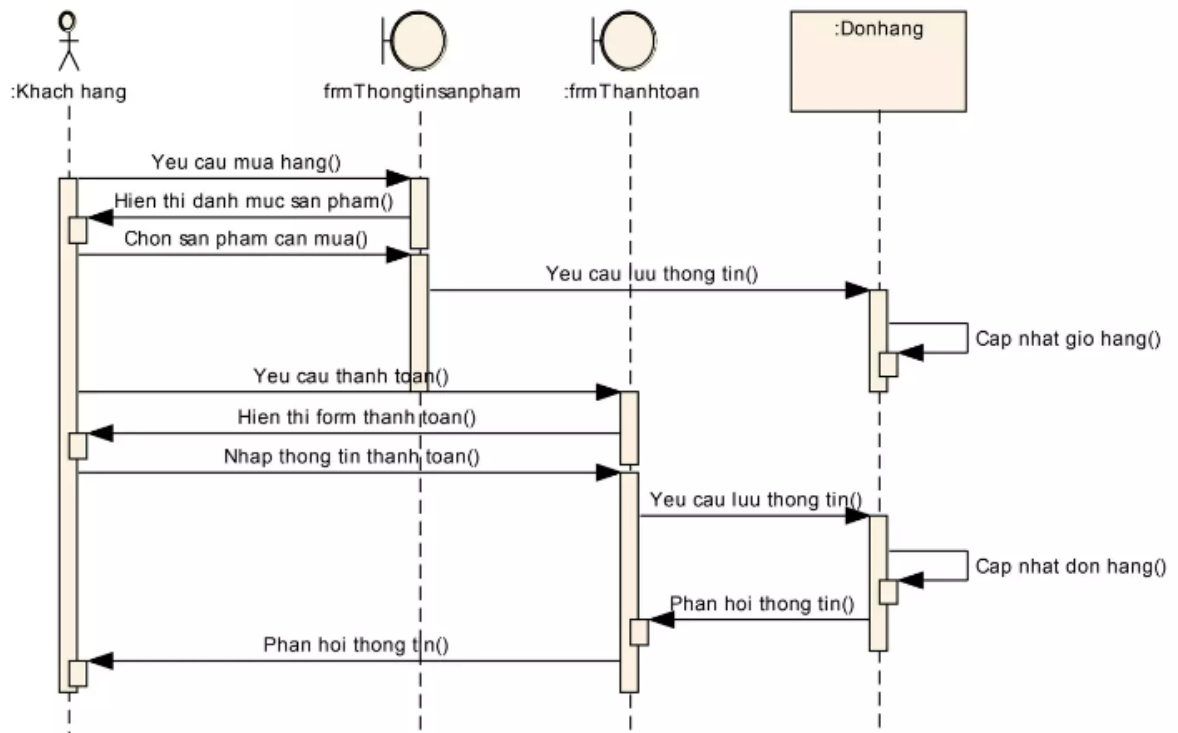 :Donhang
:Khach hang
frmThongtinsanpham
:frmThanhtoan
Yeu cau mua hang()
Hien thi danh muc san pham()
Chon san pham can mua()
Yeu cau luu thong tin()
Cap nhat gio hang()
Yeu cau thanh toan()
Hien thi form thanh toan()
Nhap thong tin thanh toan()
Yeu cau luu thong tin()
Cap nhat don hang()
Phan hoi thong tin()
Phan hoi thong tin()